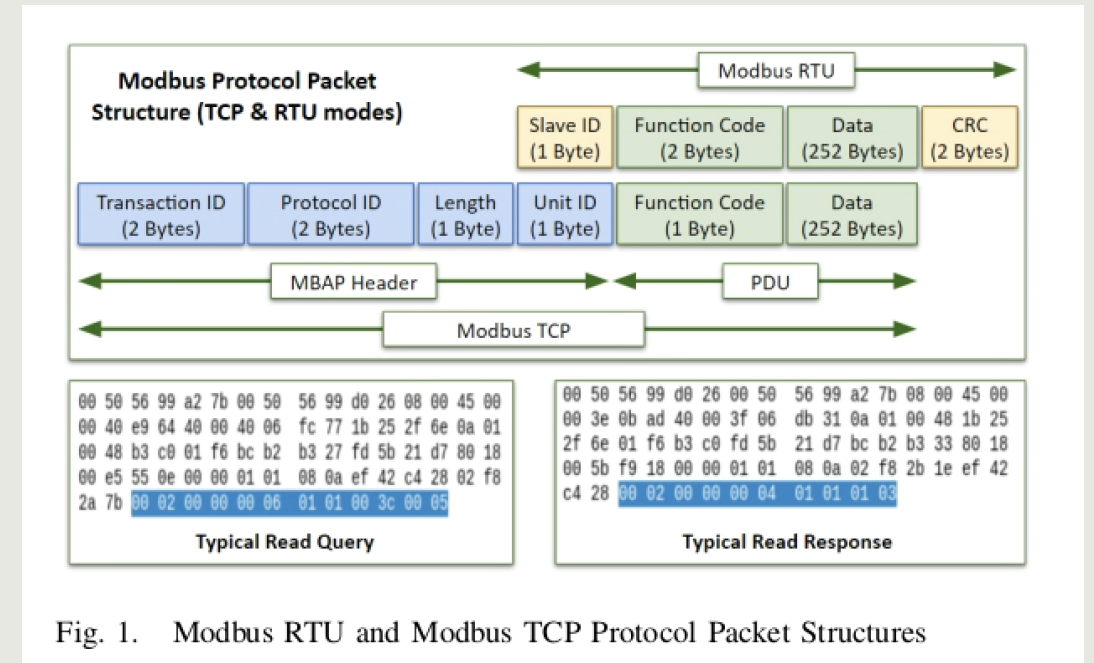 Modbus Protocol Packet
Structure (TCP & RTU modes)
Modbus RTU
Slave ID
(1 Byte)
Function Code
(2 Bytes)
Data
(252 Bytes)
CRC
(2 Bytes)
Transaction ID
(2 Bytes)
Protocol ID
(2 Bytes)
Length
(1 Byte)
Unit ID
(1 Byte)
Function Code
(1 Byte)
Data
(252 Bytes)
MBAP Header
PDU
Modbus TCP
00 50 56 99 a2 7b 00 50 56 99 d0 26 08 00 45 00
00 40 e9 64 40 00 40 06 fc 77 1b 25 2f 6e 0a 01
00 48 b3 c0 01 f6 bc b2 b3 27 fd 5b 21 d7 80 18
00 e5 55 0e 00 00 01 01 08 0a ef 42 c4 28 02 f8
2a 7b 00 02 00 00 00 06 01 01 00 3c 00 05
Typical Read Query
00 50 56 99 d0 26 00 50 56 99 a2 7b 08 00 45 00
00 3e 0b ad 40 00 3f 06 db 31 0a 01 00 48 1b 25
2f 6e 01 f6 b3 c0 fd 5b 21 d7 bc b2 b3 33 80 18
00 5b f9 18 00 00 01 01 08 0a 02 f8 2b 1e ef 42
c4 28 00 02 00 00 00 04 01 01 01 03
Typical Read Response
Fig. 1. Modbus RTU and Modbus TCP Protocol Packet Structures